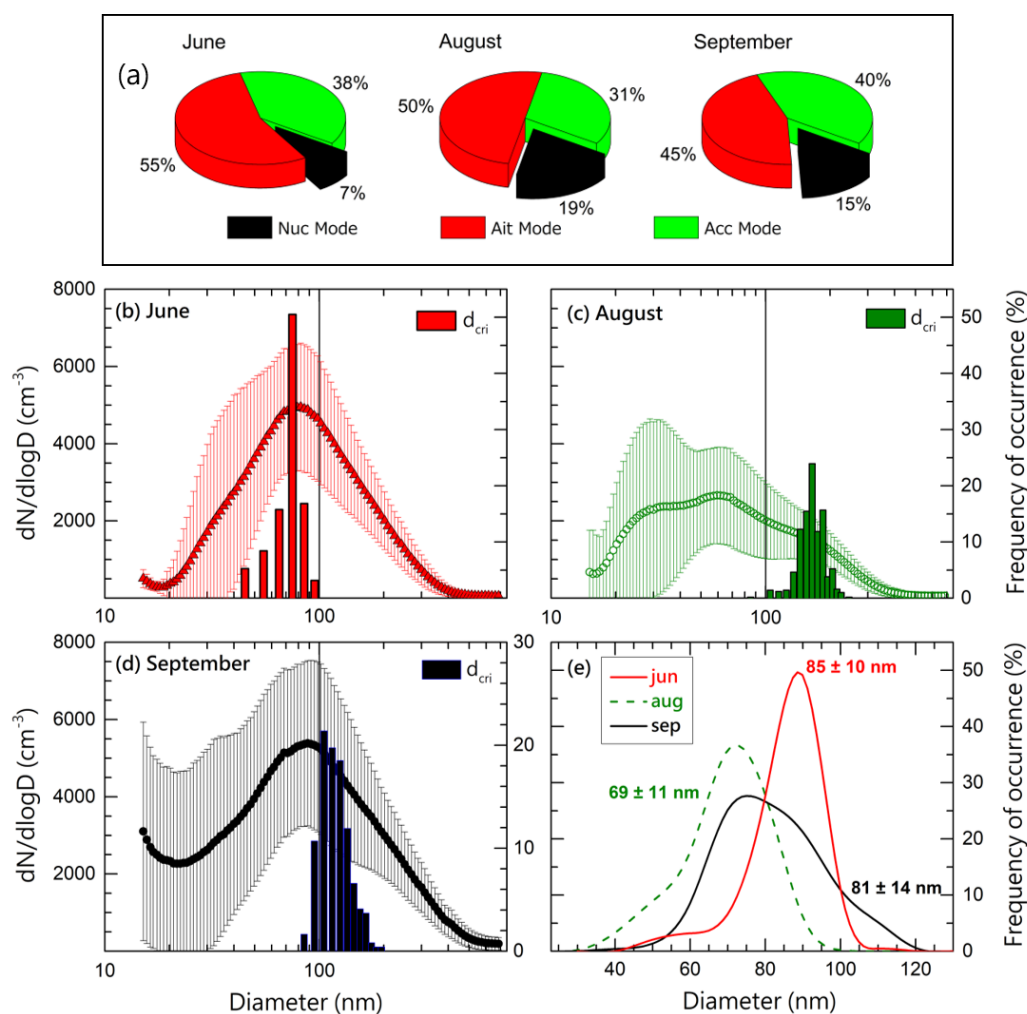 June August September
(a)
38% 50% 31% 40%
55% 7% 19% 45% 15%
Nuc Mode Ait Mode Acc Mode
(b) June
d_cri
8000
6000
4000
2000
0
dN/dlogD (cm⁻³)
10 100
(c) August
d_cri
50
40
30
20
10
0
Frequency of occurrence (%)
10 100
(d) September
d_cri
8000
6000
4000
2000
0
dN/dlogD (cm⁻³)
30
20
10
0
10 100
Diameter (nm)
(e)
jun
aug
sep
85 ± 10 nm
69 ± 11 nm
81 ± 14 nm
50
40
30
20
10
0
Frequency of occurrence (%)
40 60 80 100 120
Diameter (nm)